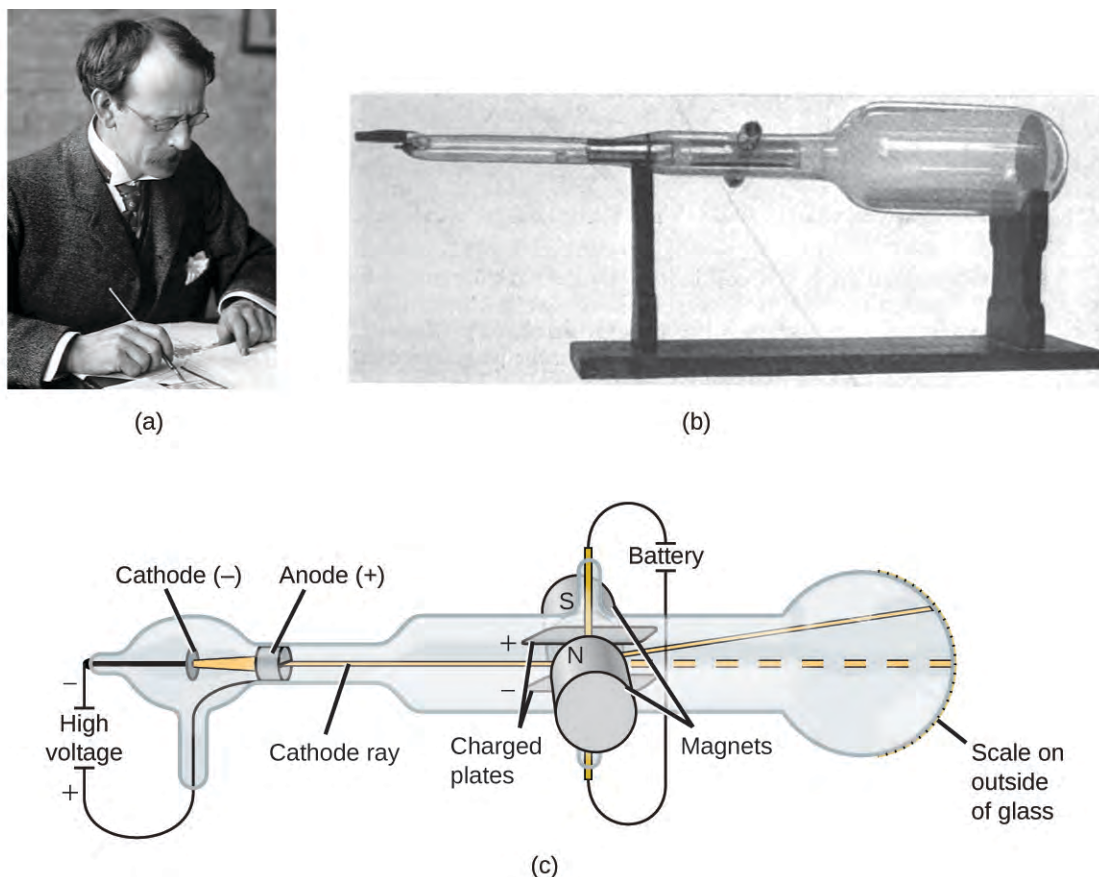 (a)
(b)
Cathode (–)
Anode (+)
Battery
S
+
N
–
–
High
voltage
+
Cathode ray
Charged
plates
Magnets
Scale on
outside
of glass
(c)